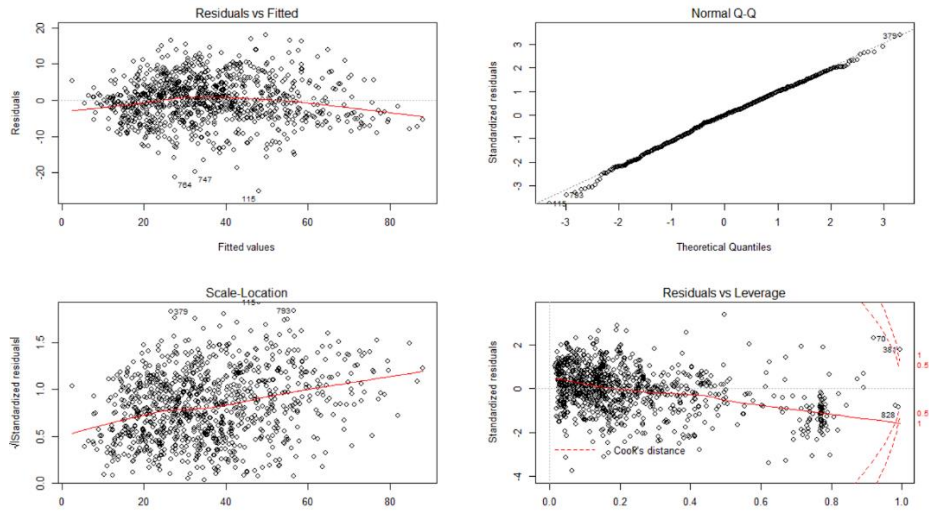 Residuals vs Fitted
Residuals
20
10
0
-10
-20
764
747
115
0 20 40 60 80
Fitted values
Normal Q-Q
Standardized residuals
3
2
1
0
-1
-2
-3
379
793
115
-3 -2 -1 0 1 2 3
Theoretical Quantiles
Scale-Location
√|Standardized residuals|
1.5
1.0
0.5
0.0
379
115
793
0 20 40 60 80
Residuals vs Leverage
Standardized residuals
2
0
-2
-4
70
381
1
0.5
828
0.5
1
Cook's distance
0.0 0.2 0.4 0.6 0.8 1.0